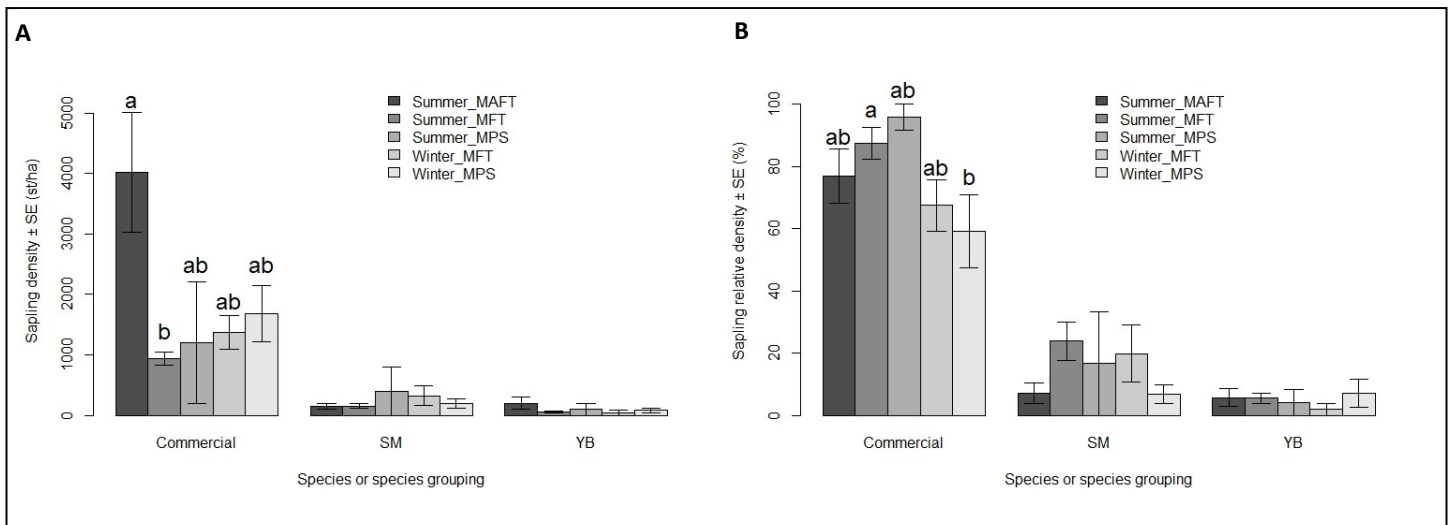 A
Sapling density ± SE (st/ha)
5000
4000
3000
2000
1000
0
a
b
ab
ab
ab
Summer_MAFT
Summer_MFT
Summer_MPS
Winter_MFT
Winter_MPS
Commercial
SM
YB
Species or species grouping
B
Sapling relative density ± SE (%)
100
80
60
40
20
0
ab
a
ab
ab
b
Summer_MAFT
Summer_MFT
Summer_MPS
Winter_MFT
Winter_MPS
Commercial
SM
YB
Species or species grouping